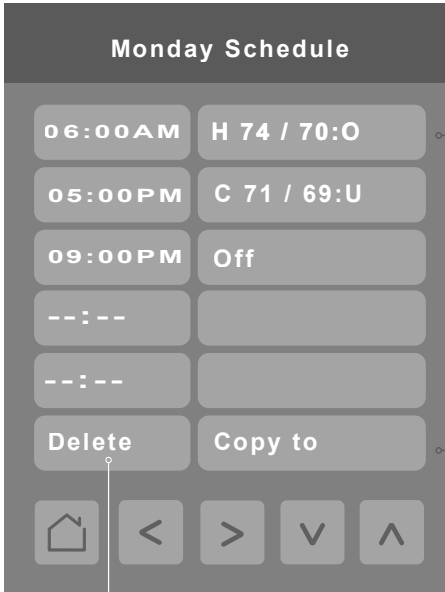 Monday Schedule
06:00AM H 74 / 70:O
05:00PM C 71 / 69:U
09:00PM Off
--:--
--:--
Delete Copy to
< > v ^